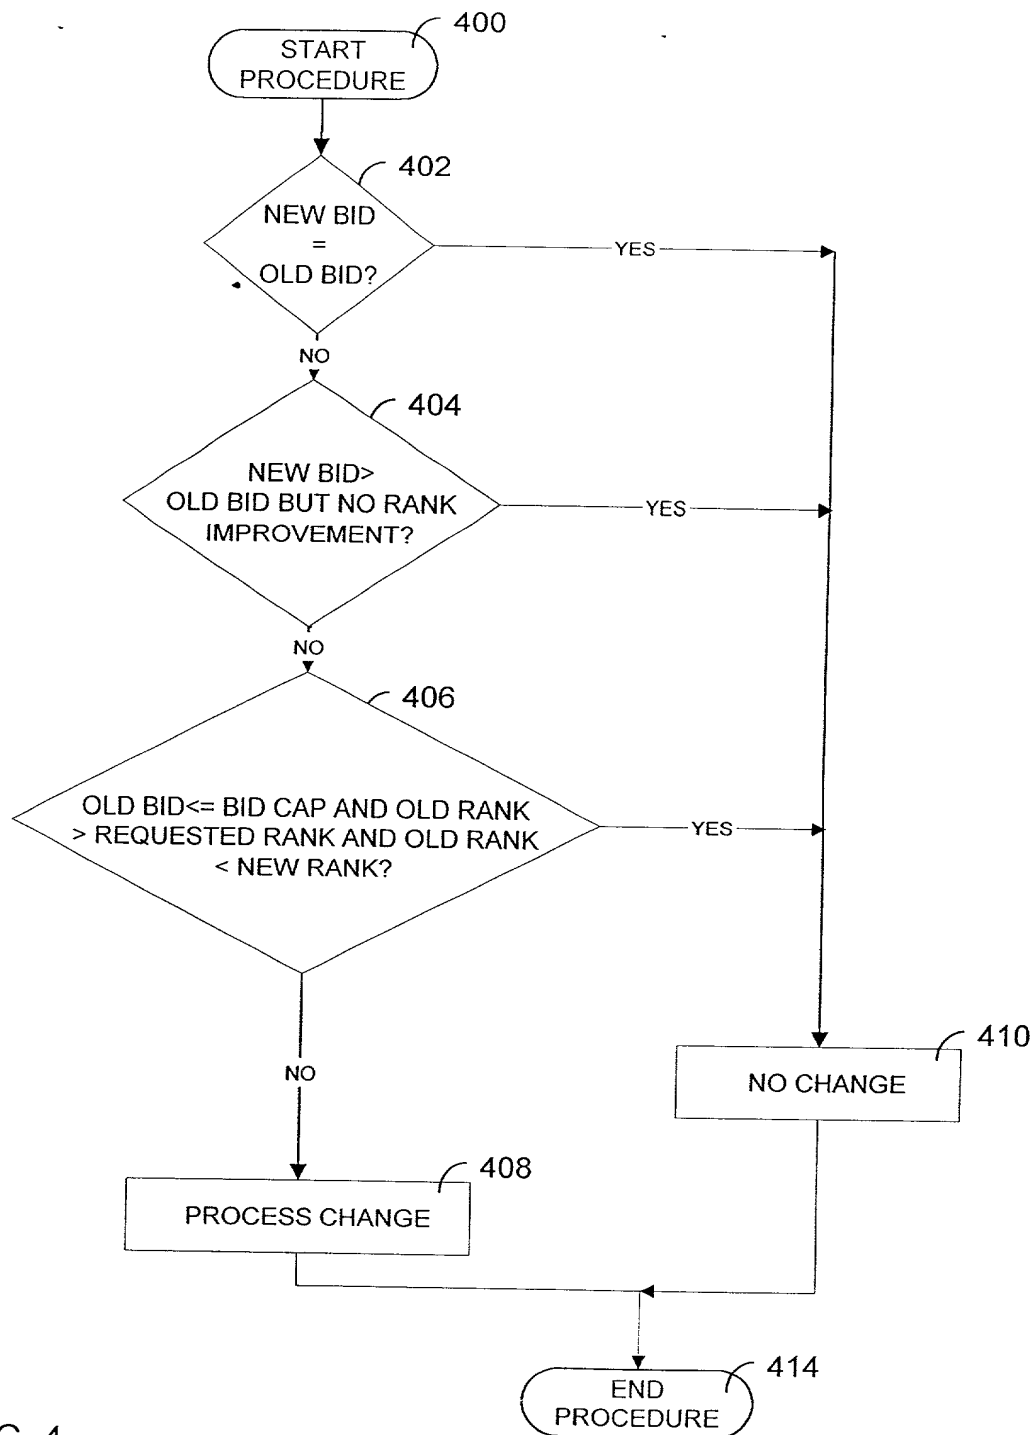 400
START
PROCEDURE
402
NEW BID
=
OLD BID?
YES
NO
404
NEW BID>
OLD BID BUT NO RANK
IMPROVEMENT?
YES
NO
406
OLD BID<= BID CAP AND OLD RANK
> REQUESTED RANK AND OLD RANK
< NEW RANK?
YES
NO
410
NO CHANGE
408
PROCESS CHANGE
414
END
PROCEDURE